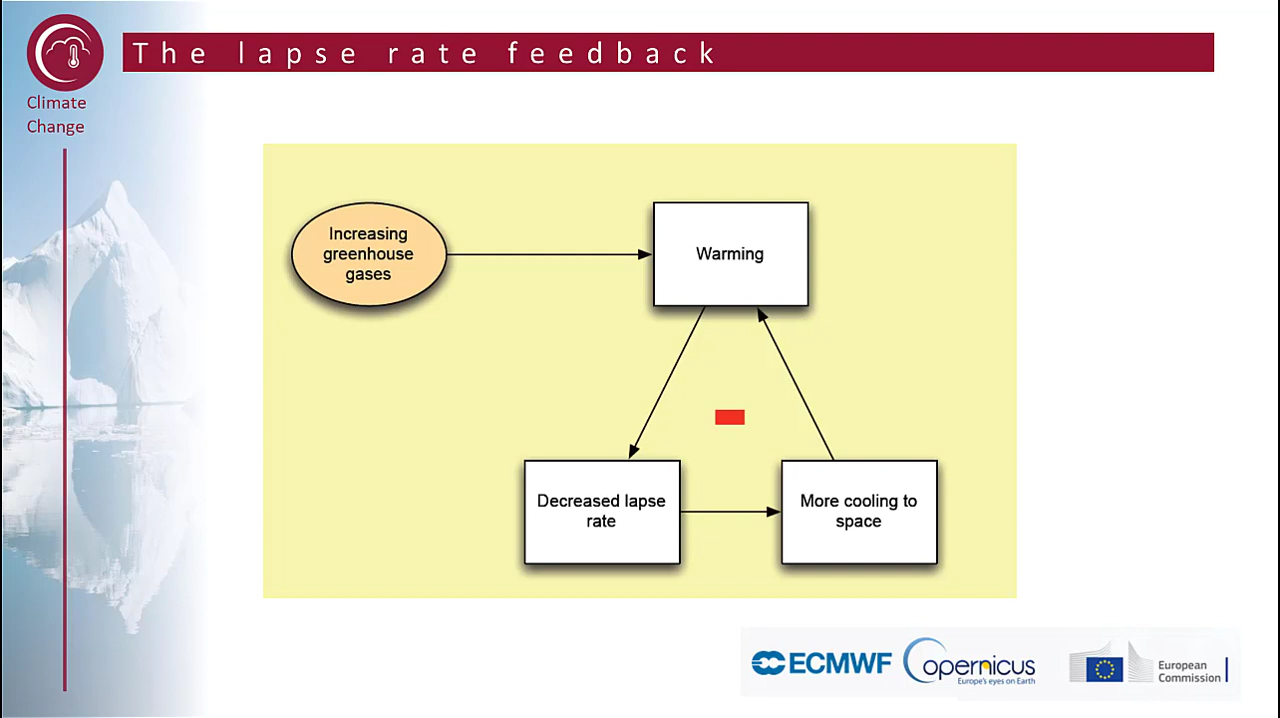 The lapse rate feedback
Climate
Change
Increasing
greenhouse
gases
Warming
Decreased lapse
rate
More cooling to
space
ECMWF
Copernicus
Europe's eyes on Earth
European
Commission